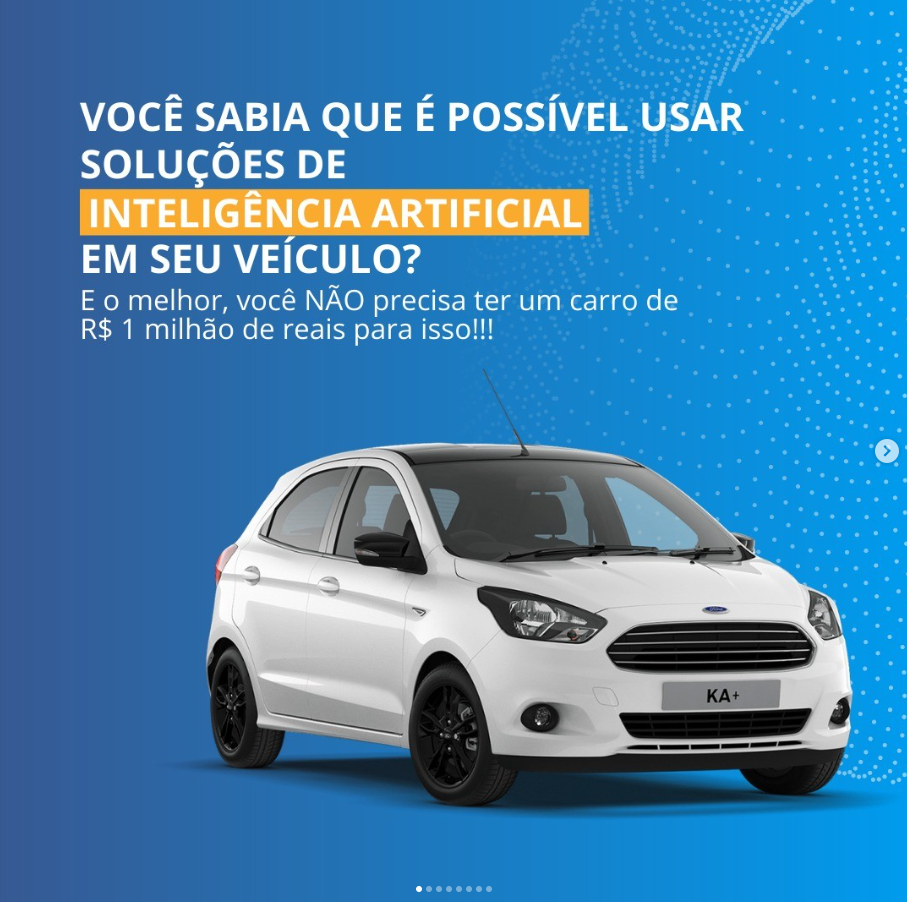 VOCÊ SABIA QUE É POSSÍVEL USAR
SOLUÇÕES DE
INTELIGÊNCIA ARTIFICIAL
EM SEU VEÍCULO?
E o melhor, você NÃO precisa ter um carro de
R$ 1 milhão de reais para isso!!!
Ford
KA+